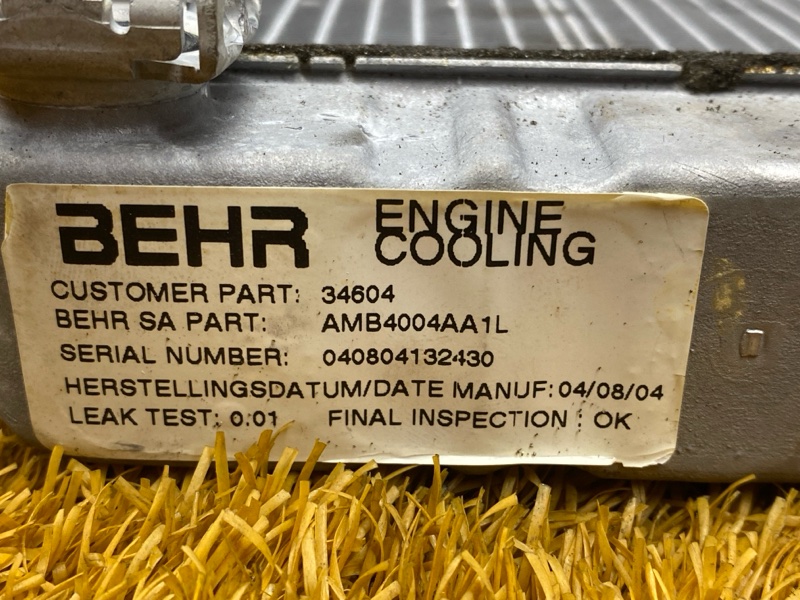 BEHR ENGINE COOLING
CUSTOMER PART: 34604
BEHR SA PART: AMB4004AA1L
SERIAL NUMBER: 040804132430
HERSTELLINGSDATUM/DATE MANUF: 04/08/04
LEAK TEST: 0.01 FINAL INSPECTION : OK